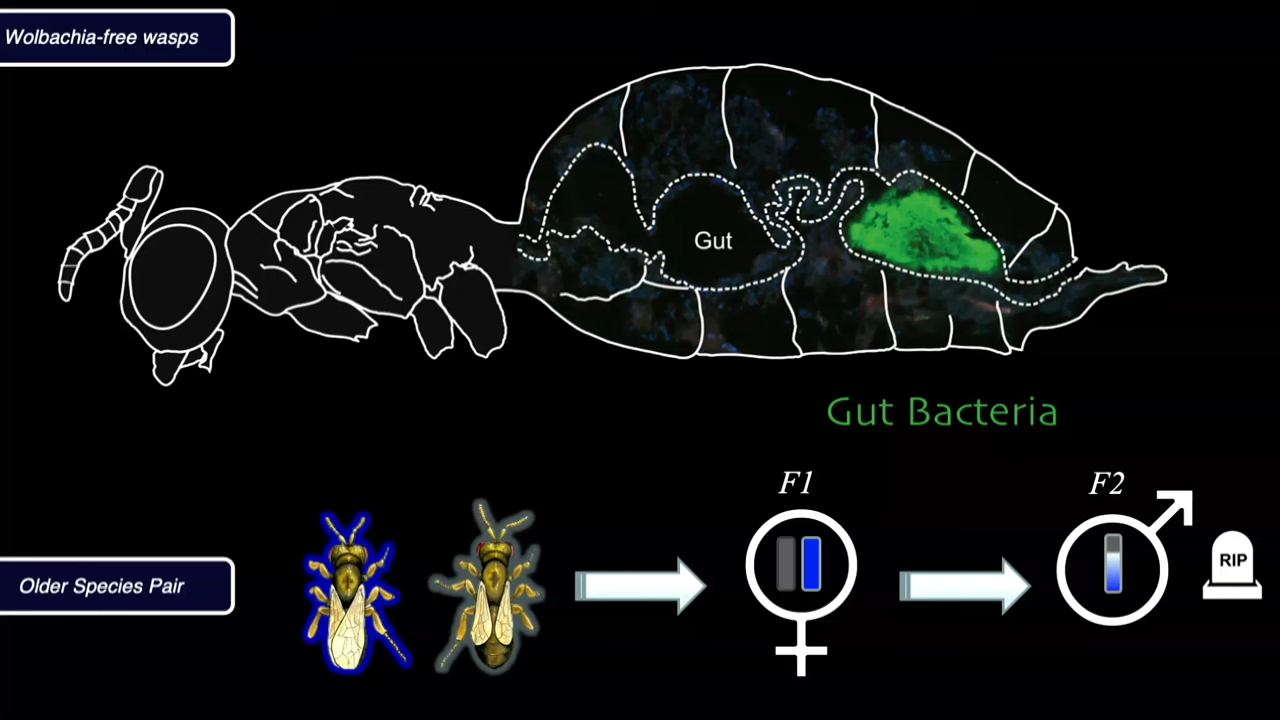 Wolbachia-free wasps
Gut
Gut Bacteria
F1
F2
RIP
Older Species Pair